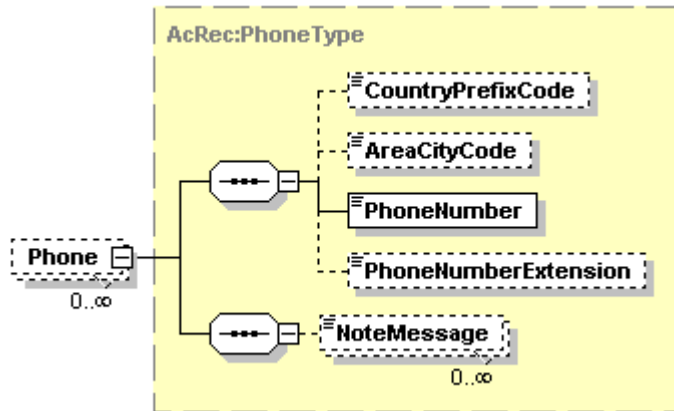 AcRec:PhoneType
CountryPrefixCode
AreaCityCode
PhoneNumber
Phone
PhoneNumberExtension
0..∞
NoteMessage
0..∞